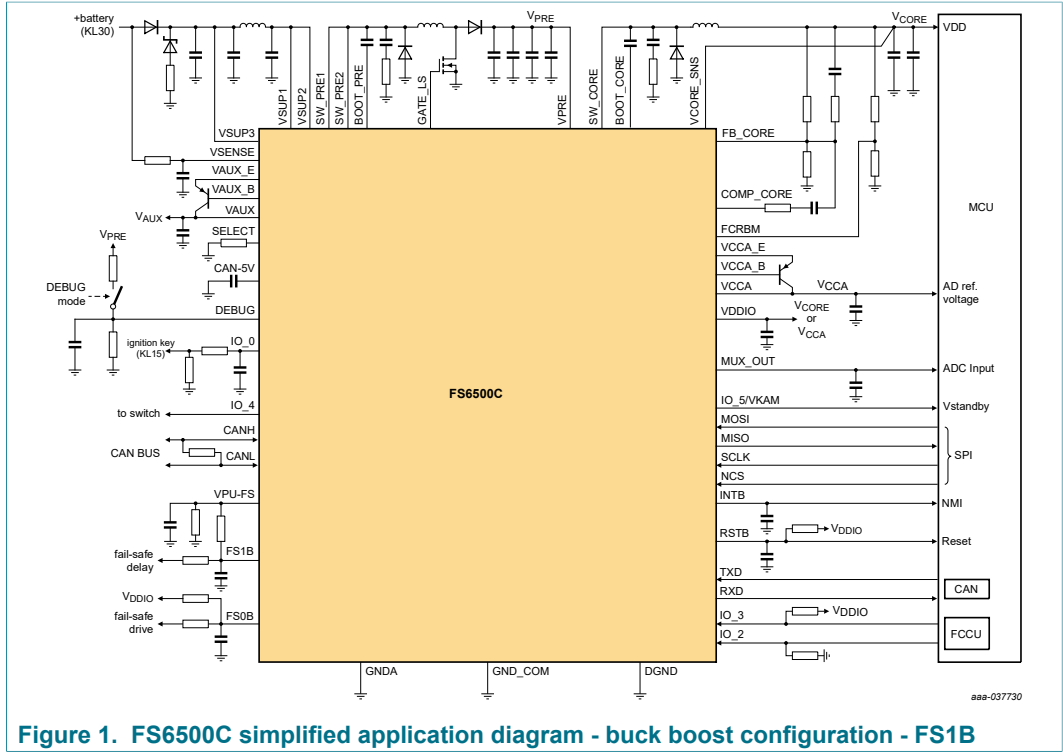 +battery
(KL30)
VPRE
VCORE
VSUP1
VSUP2
SW_PRE1
SW_PRE2
BOOT_PRE
GATE_LS
VPRE
SW_CORE
BOOT_CORE
VCORE_SNS
VDD
VSUP3
VSENSE
VAUX_E
VAUX_B
VAUX
VAUX
SELECT
VPRE
CAN-5V
DEBUG
mode
DEBUG
ignition key
(KL15)
IO_0
to switch
IO_4
CANH
CAN BUS
CANL
VPU-FS
fail-safe
delay
FS1B
VDDIO
fail-safe
drive
FS0B
FS6500C
FB_CORE
COMP_CORE
FCRBM
VCCA_E
VCCA_B
VCCA
VCCA
AD ref.
voltage
VDDIO
VCORE
or
VCCA
MUX_OUT
ADC Input
IO_5/VKAM
Vstandby
MOSI
MISO
SCLK
NCS
SPI
INTB
NMI
RSTB
VDDIO
Reset
TXD
RXD
CAN
IO_3
VDDIO
IO_2
FCCU
MCU
GNDA
GND_COM
DGND
aaa-037730
Figure 1. FS6500C simplified application diagram - buck boost configuration - FS1B